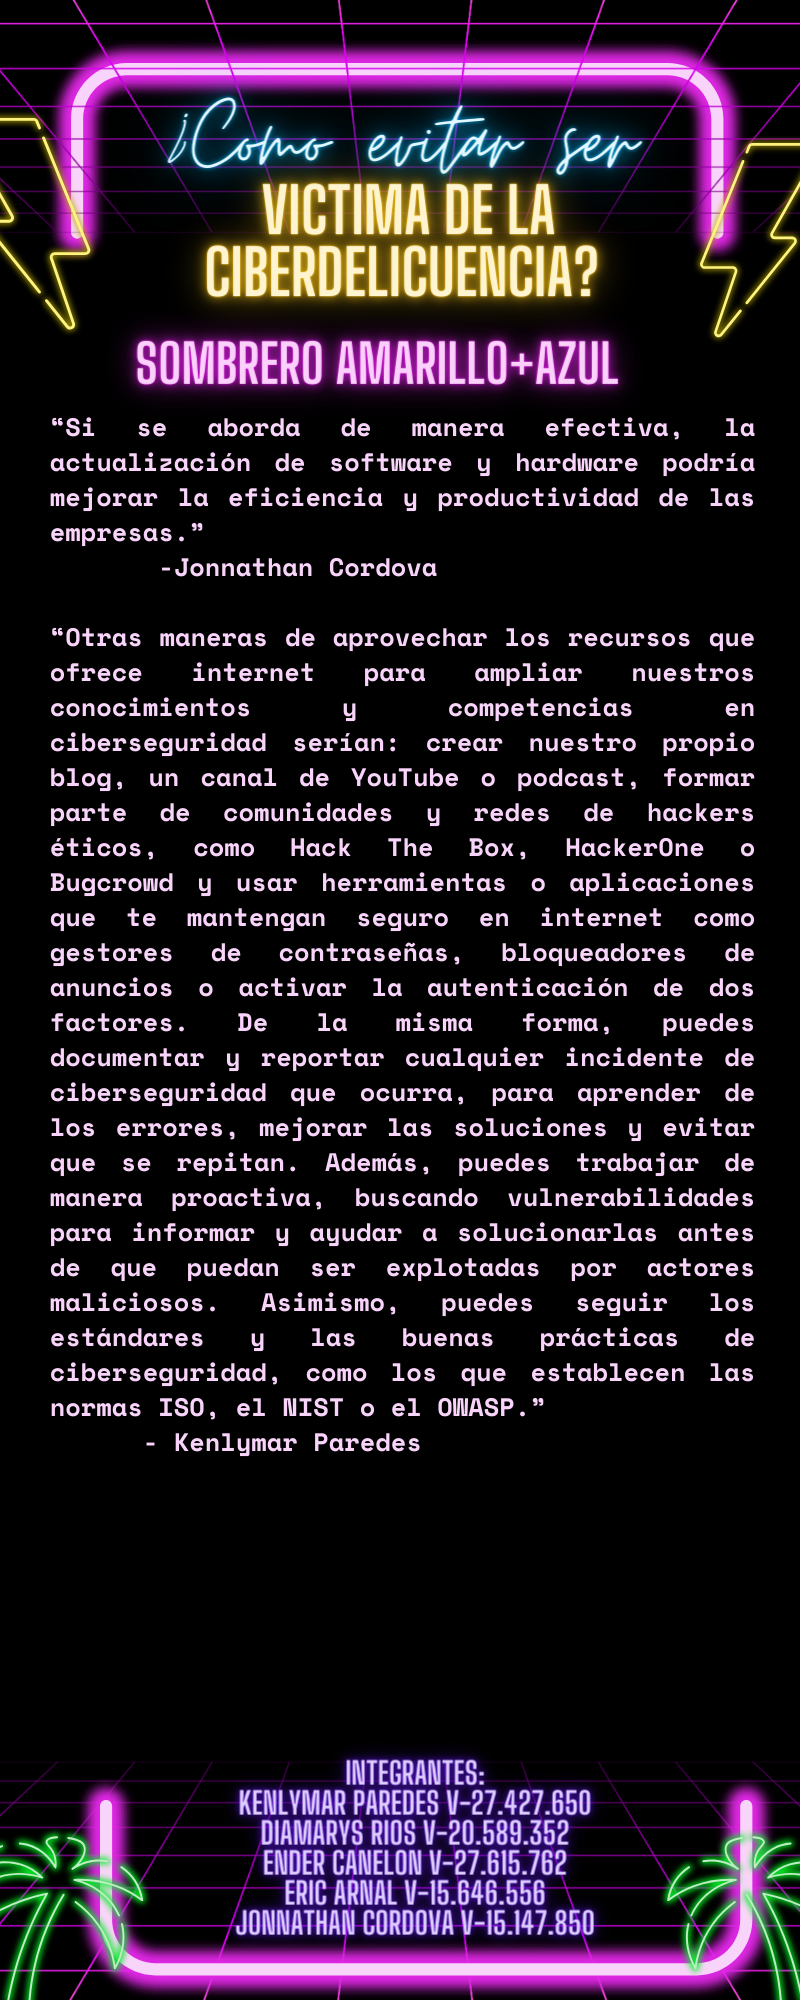 ¡Como evitar ser
VICTIMA DE LA
CIBERDELICUENCIA?
SOMBRERO AMARILLO+AZUL
“Si se aborda de manera efectiva, la
actualización de software y hardware podría
mejorar la eficiencia y productividad de las
empresas.”
-Jonnathan Cordova
“Otras maneras de aprovechar los recursos que
ofrece internet para ampliar nuestros
conocimientos y competencias en
ciberseguridad serían: crear nuestro propio
blog, un canal de YouTube o podcast, formar
parte de comunidades y redes de hackers
éticos, como Hack The Box, HackerOne o
Bugcrowd y usar herramientas o aplicaciones
que te mantengan seguro en internet como
gestores de contraseñas, bloqueadores de
anuncios o activar la autenticación de dos
factores. De la misma forma, puedes
documentar y reportar cualquier incidente de
ciberseguridad que ocurra, para aprender de
los errores, mejorar las soluciones y evitar
que se repitan. Además, puedes trabajar de
manera proactiva, buscando vulnerabilidades
para informar y ayudar a solucionarlas antes
de que puedan ser explotadas por actores
maliciosos. Asimismo, puedes seguir los
estándares y las buenas prácticas de
ciberseguridad, como los que establecen las
normas ISO, el NIST o el OWASP.”
- Kenlymar Paredes
INTEGRANTES:
KENLYMAR PAREDES V-27.427.650
DIAMARYS RIOS V-20.589.352
ENDER CANELON V-27.615.762
ERIC ARNAL V-15.646.556
JONNATHAN CORDOVA V-15.147.850